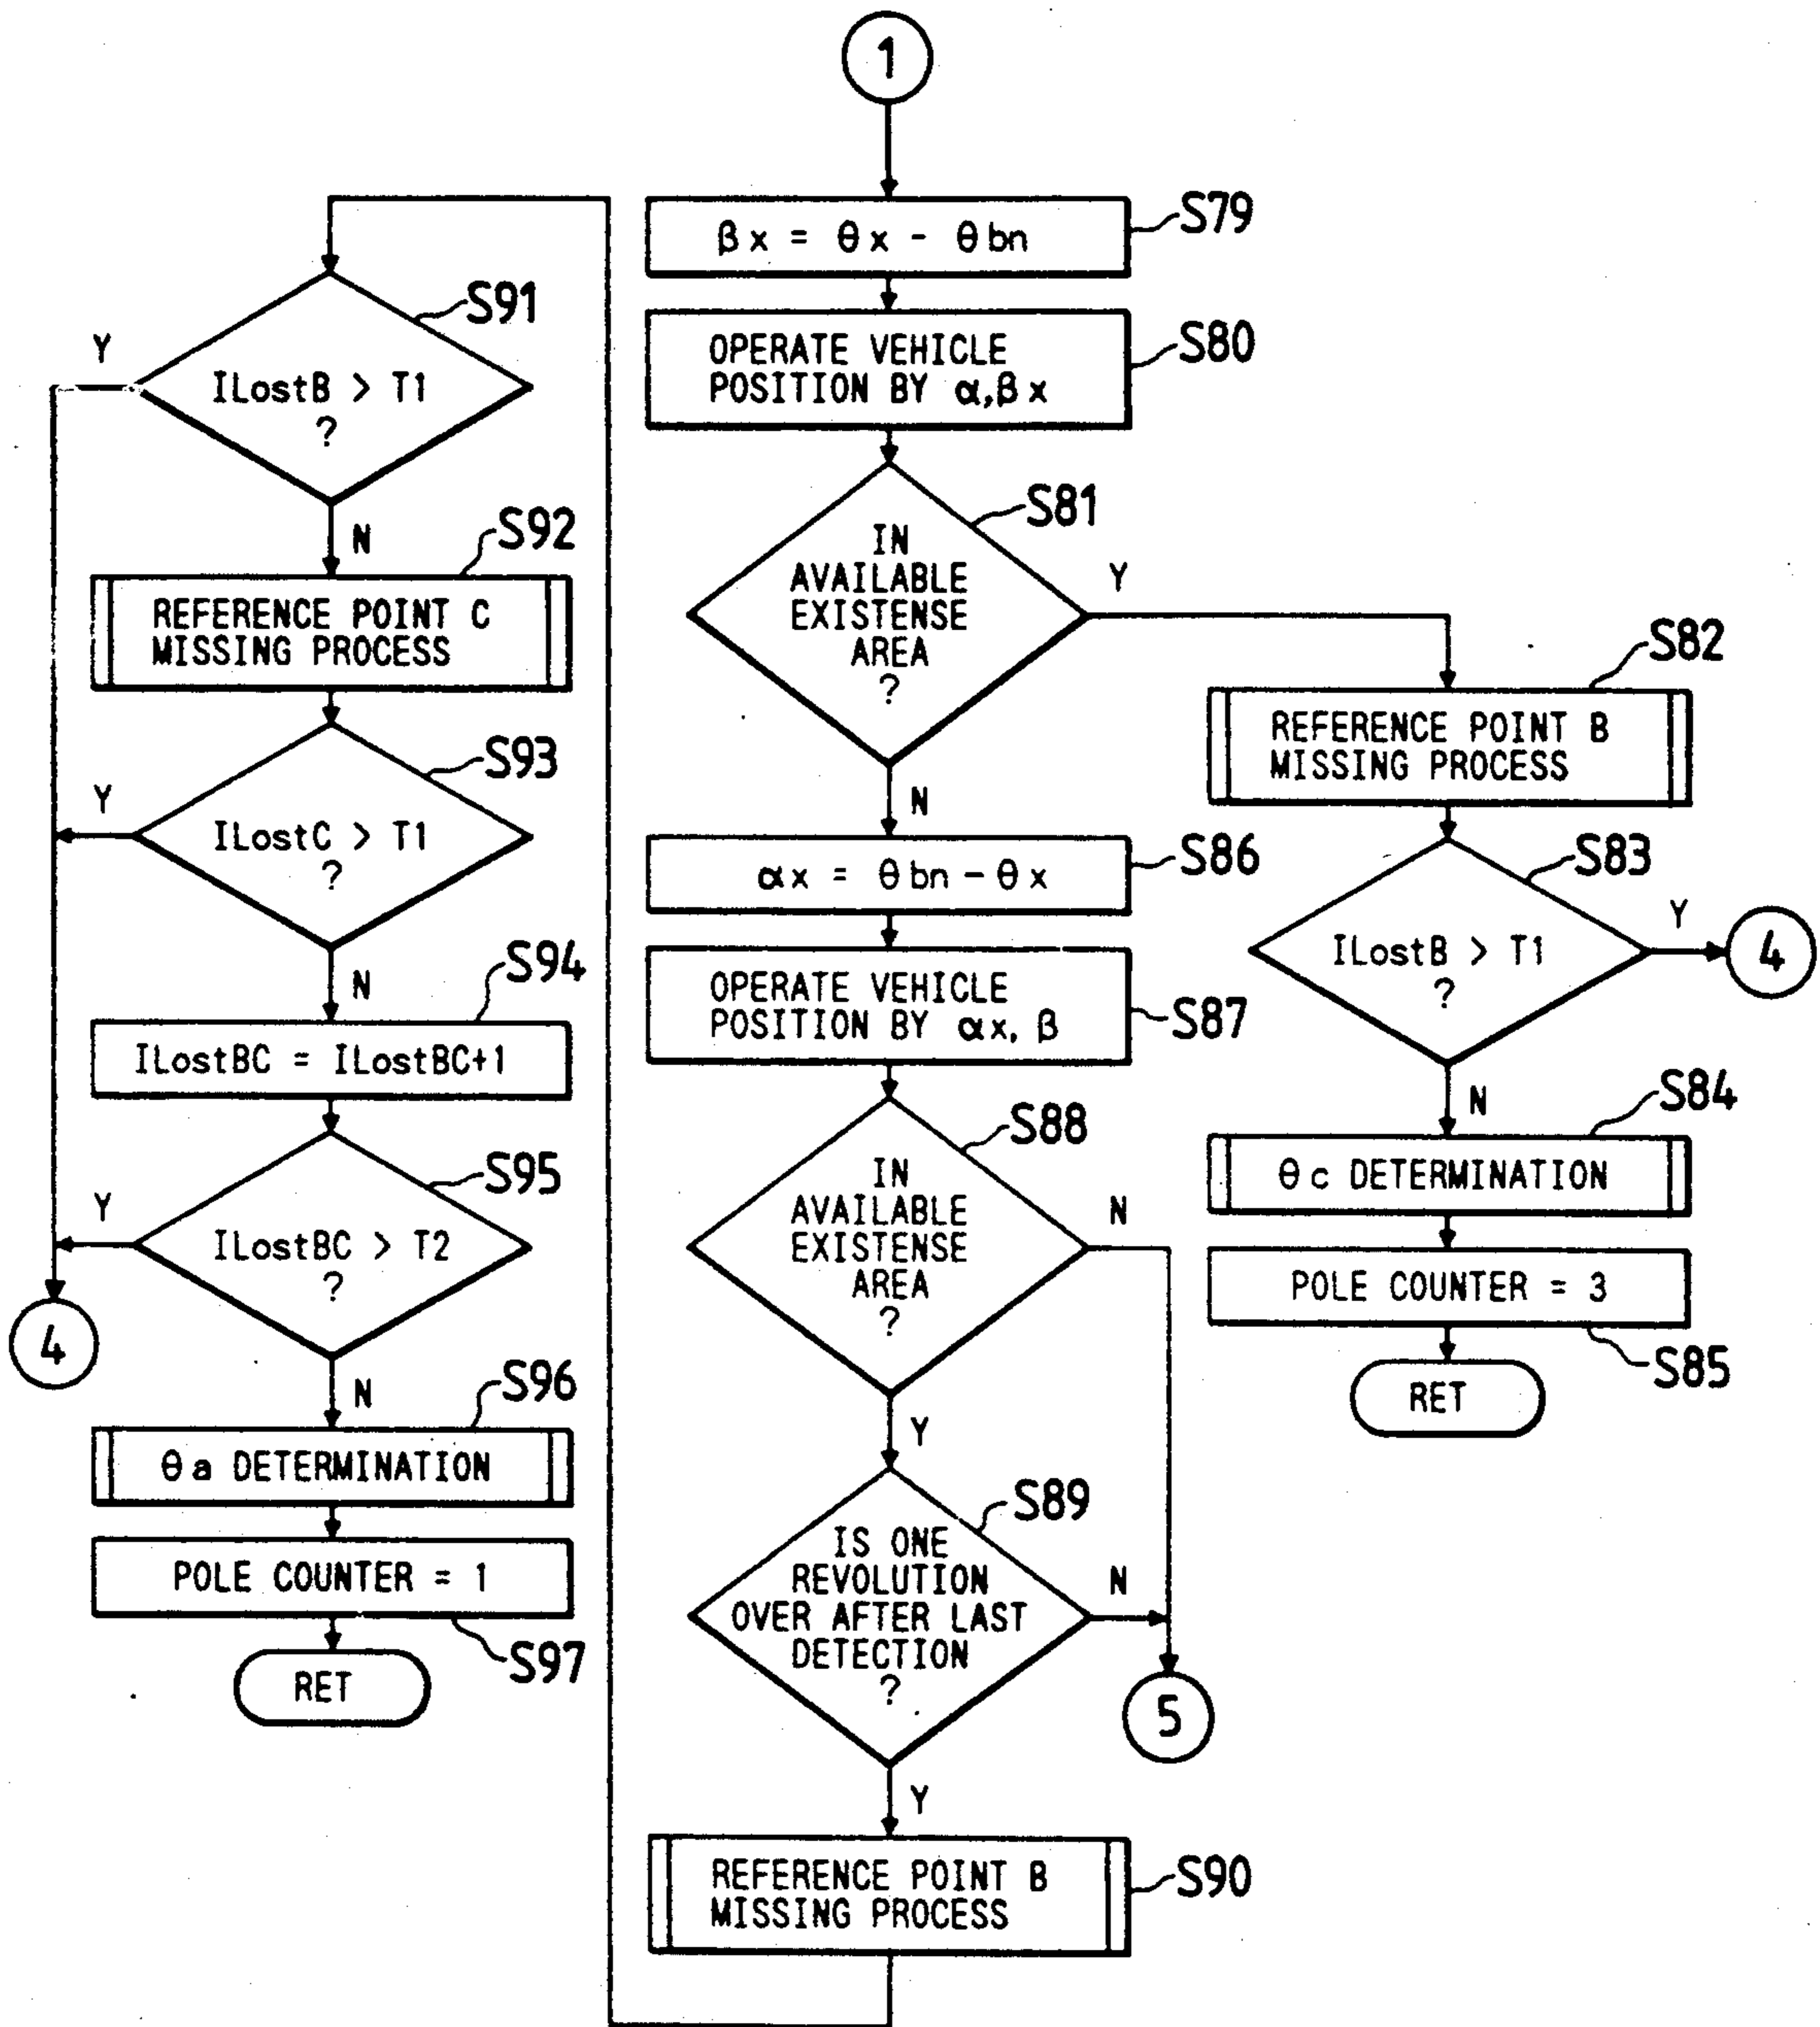 1
βx = θx - θbn
S79
OPERATE VEHICLE
POSITION BY α,βx
S80
IN
AVAILABLE
EXISTENSE
AREA
?
S81
Y
N
REFERENCE POINT B
MISSING PROCESS
S82
ILostB > T1
?
S83
Y
4
N
θc DETERMINATION
S84
POLE COUNTER = 3
S85
RET
αx = θbn - θx
S86
OPERATE VEHICLE
POSITION BY αx, β
S87
IN
AVAILABLE
EXISTENSE
AREA
?
S88
N
Y
IS ONE
REVOLUTION
OVER AFTER LAST
DETECTION
?
S89
N
5
Y
REFERENCE POINT B
MISSING PROCESS
S90
ILostB > T1
?
S91
Y
N
REFERENCE POINT C
MISSING PROCESS
S92
ILostC > T1
?
S93
Y
N
ILostBC = ILostBC+1
S94
ILostBC > T2
?
S95
Y
4
N
θa DETERMINATION
S96
POLE COUNTER = 1
S97
RET